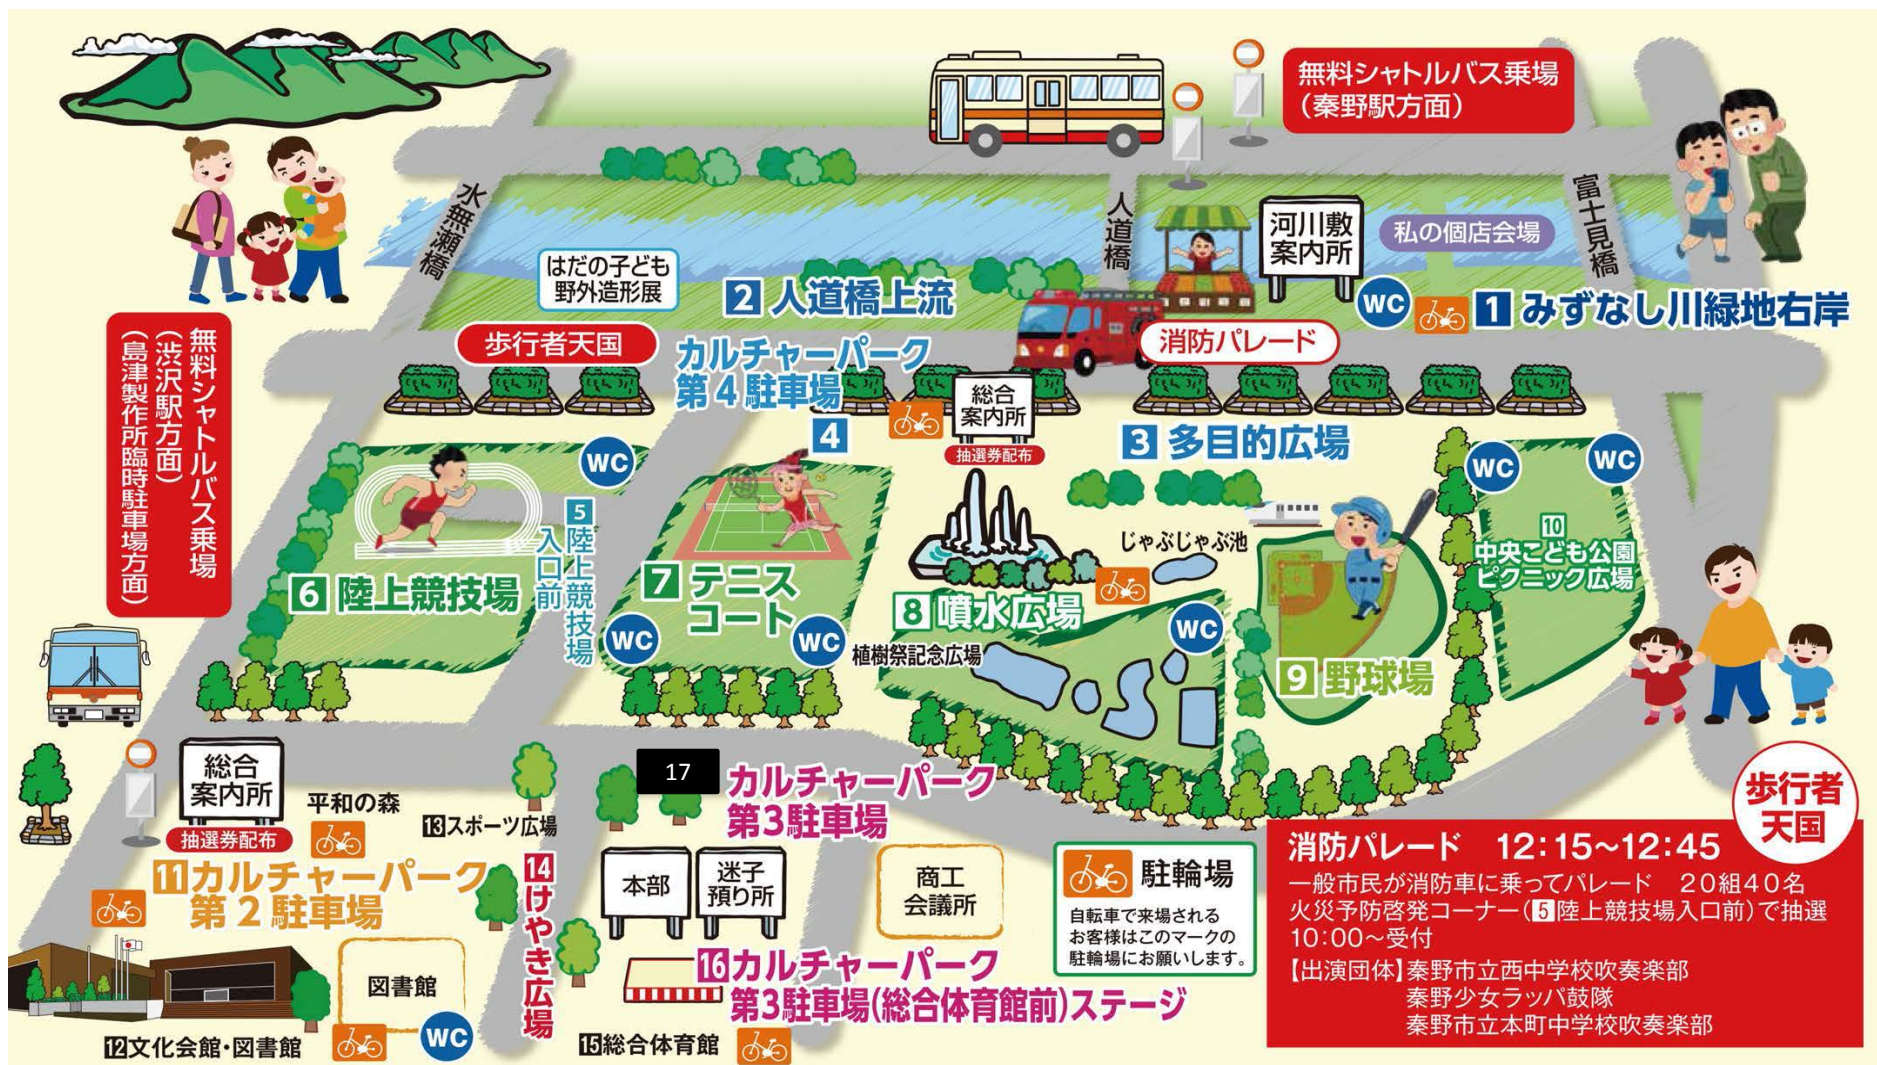 無料シャトルバス乗場
（秦野駅方面）
水無瀬橋
人道橋
富士見橋
河川敷
案内所
私の個店会場
はだの子ども
野外造形展
2 人道橋上流
WC
1 みずなし川緑地右岸
無料シャトルバス乗場
（渋沢駅方面）
（島津製作所臨時駐車場方面）
歩行者天国
カルチャーパーク
第4駐車場
4
消防パレード
総合
案内所
抽選券配布
3 多目的広場
WC
WC
WC
5 陸上競技場
入口前
6 陸上競技場
7 テニス
コート
WC
WC
じゃぶじゃぶ池
8 噴水広場
植樹祭記念広場
WC
9 野球場
10
中央こども公園
ピクニック広場
総合
案内所
抽選券配布
平和の森
13スポーツ広場
17
カルチャーパーク
第3駐車場
11カルチャーパーク
第2駐車場
14けやき広場
本部
迷子
預り所
商工
会議所
駐輪場
自転車で来場される
お客様はこのマークの
駐輪場にお願いします。
図書館
WC
12文化会館・図書館
16カルチャーパーク
第3駐車場(総合体育館前)ステージ
15総合体育館
歩行者
天国
消防パレード 12:15～12:45
一般市民が消防車に乗ってパレード 20組40名
火災予防啓発コーナー（5陸上競技場入口前）で抽選
10:00～受付
【出演団体】秦野市立西中学校吹奏楽部
秦野少女ラッパ鼓隊
秦野市立本町中学校吹奏楽部